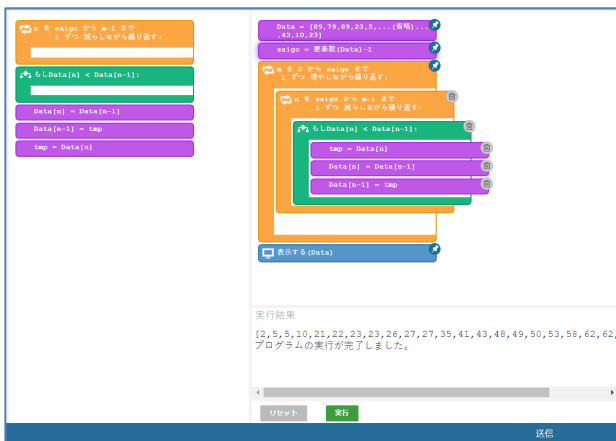 n を saigo から m-1 まで
1 ずつ 減らしながら繰り返す:
もしData[n] < Data[n-1]:
Data[n] = Data[n-1]
Data[n-1] = tmp
tmp = Data[n]
Data = [89,79,89,23,5,...(省略)...
,43,10,23]
saigo = 要素数(Data)-1
m を 0 から saigo まで
1 ずつ 増やしながら繰り返す:
n を saigo から m-1 まで
1 ずつ 減らしながら繰り返す:
もしData[n] < Data[n-1]:
tmp = Data[n]
Data[n] = Data[n-1]
Data[n-1] = tmp
表示する(Data)
実行結果
[2,5,5,10,21,22,23,23,26,27,27,35,41,43,48,49,50,53,58,62,62,
プログラムの実行が完了しました。
リセット
実行
送信